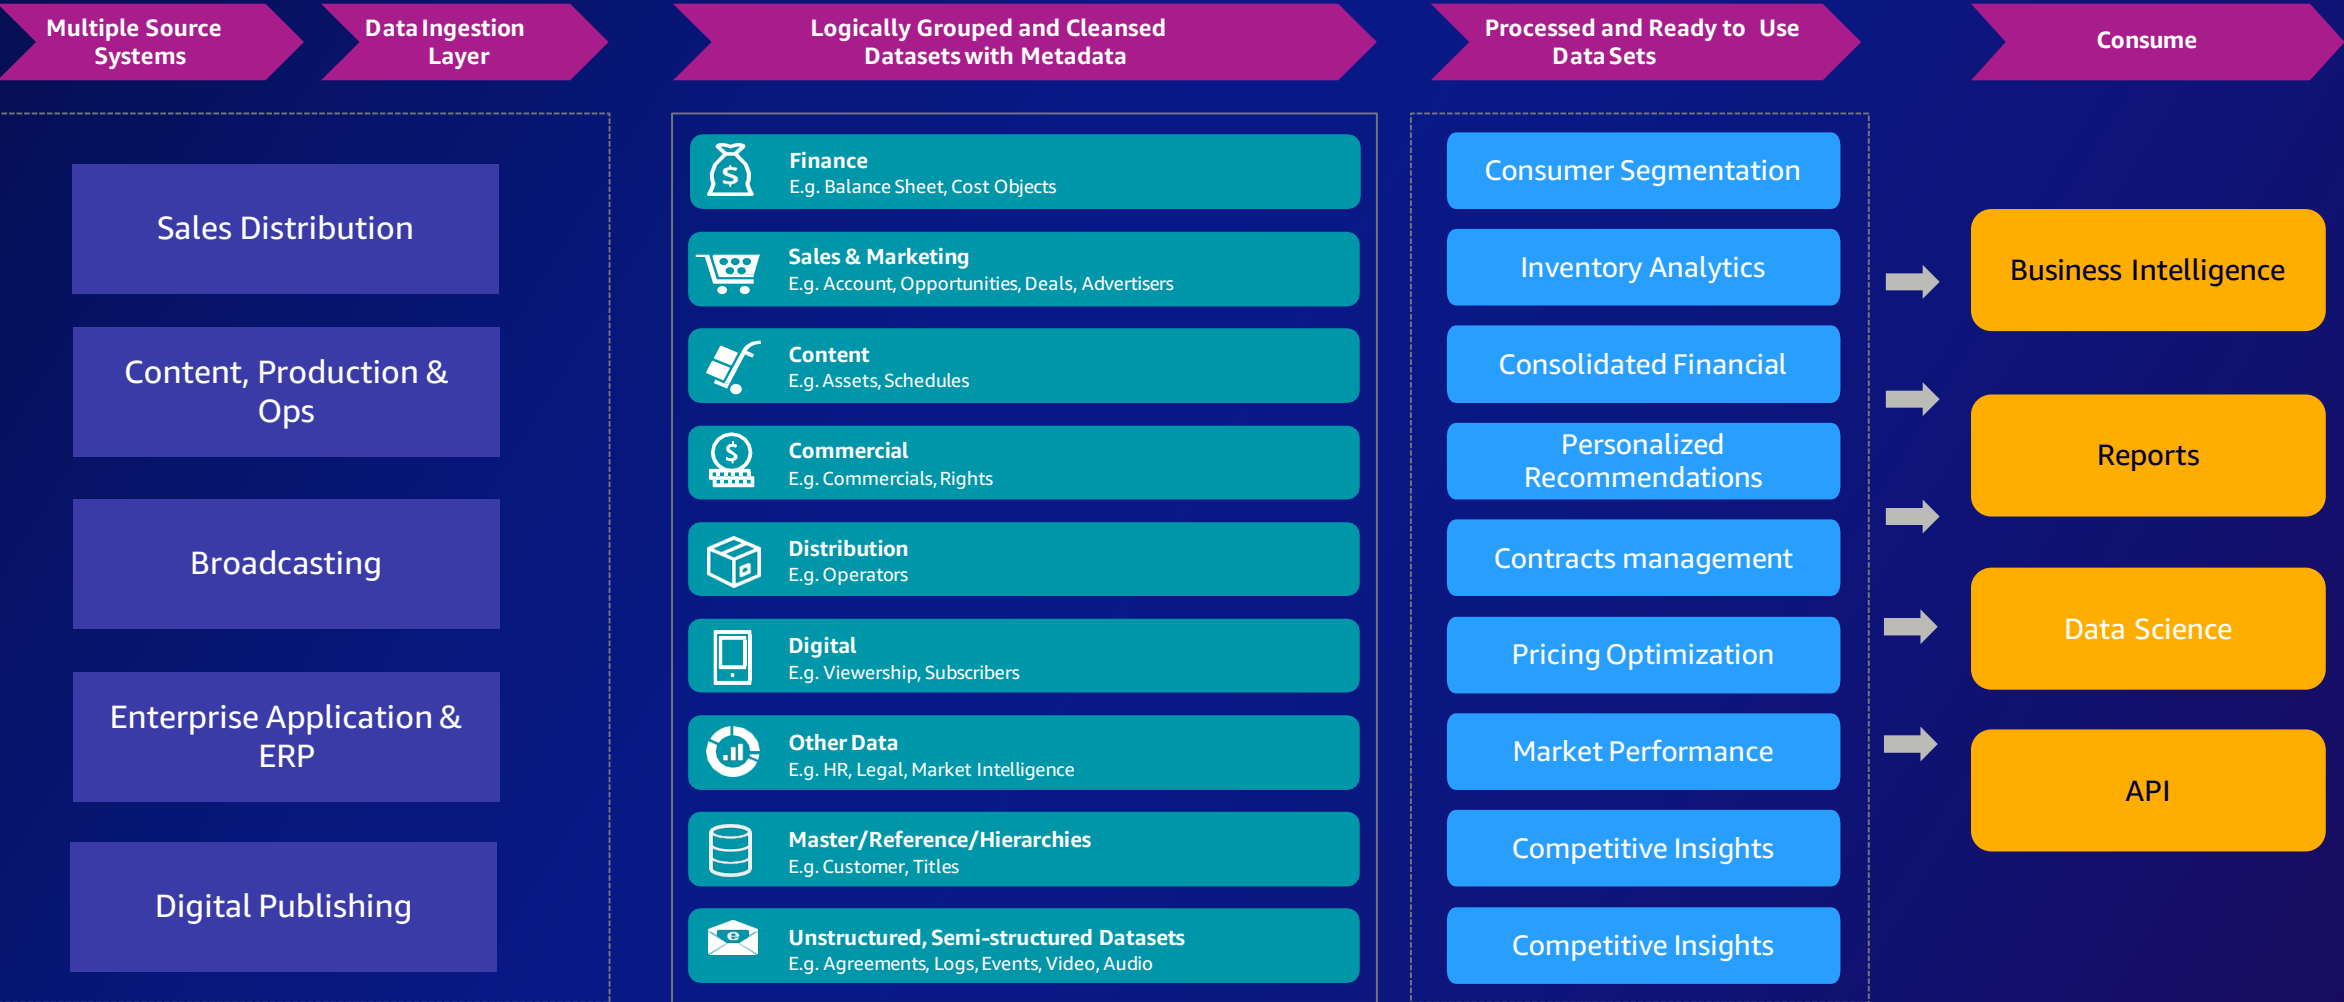 Multiple Source
Systems
Data Ingestion
Layer
Logically Grouped and Cleansed
Datasets with Metadata
Processed and Ready to Use
Data Sets
Consume
Sales Distribution
Content, Production &
Ops
Broadcasting
Enterprise Application &
ERP
Digital Publishing
$
Finance
E.g. Balance Sheet, Cost Objects
Sales & Marketing
E.g. Account, Opportunities, Deals, Advertisers
Content
E.g. Assets, Schedules
$
Commercial
E.g. Commercials, Rights
Distribution
E.g. Operators
Digital
E.g. Viewership, Subscribers
Other Data
E.g. HR, Legal, Market Intelligence
Master/Reference/Hierarchies
E.g. Customer, Titles
e
Unstructured, Semi-structured Datasets
E.g. Agreements, Logs, Events, Video, Audio
Consumer Segmentation
Inventory Analytics
Consolidated Financial
Personalized
Recommendations
Contracts management
Pricing Optimization
Market Performance
Competitive Insights
Competitive Insights
Business Intelligence
Reports
Data Science
API